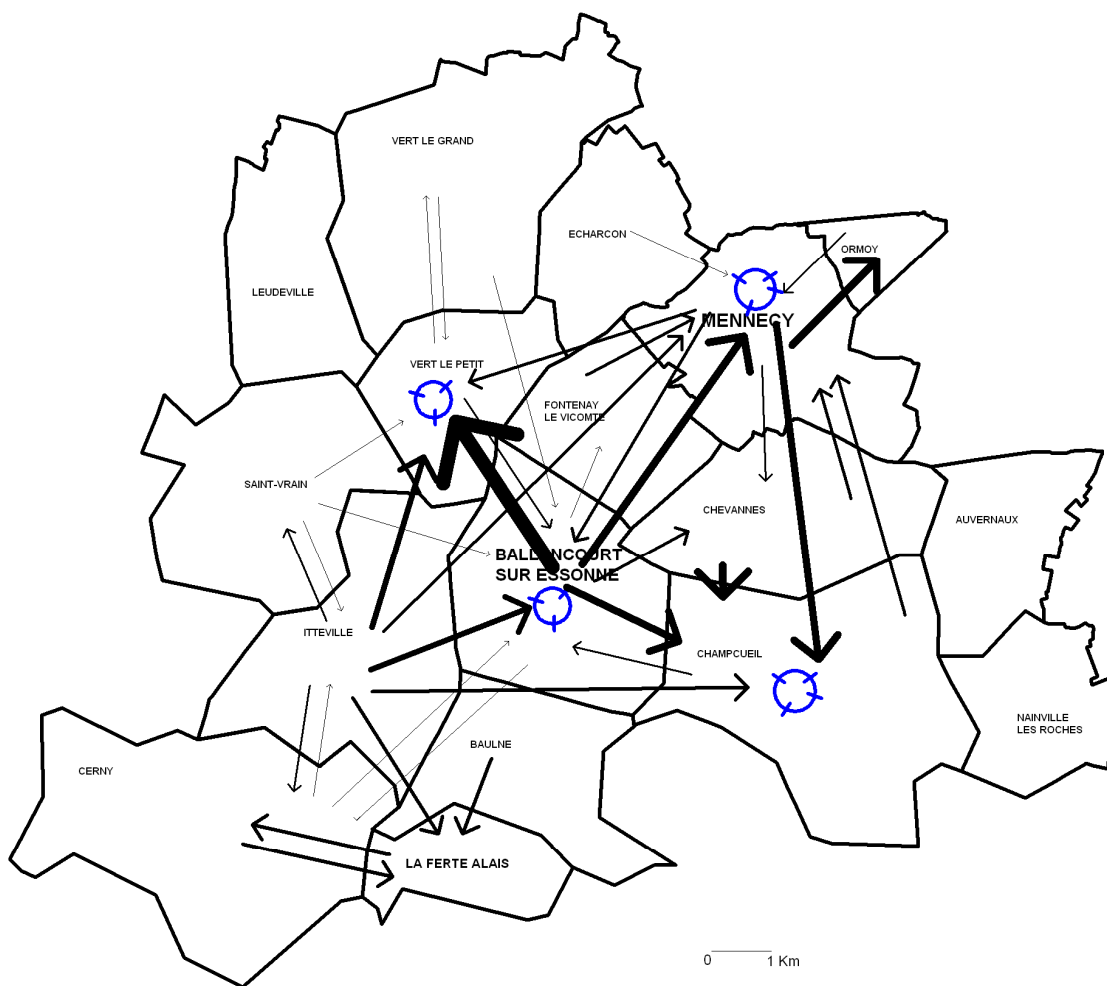 VERT LE GRAND
ECHARCON
ORMOY
LEUDEVILLE
MENNECY
VERT LE PETIT
FONTENAY
LE VICOMTE
SAINT-VRAIN
CHEVANNES
AUVERNAUX
BALLANCOURT
SUR ESSONNE
ITTEVILLE
CHAMPCUEIL
NAINVILLE
LES ROCHES
BAULNE
CERNY
LA FERTE ALAIS
0 1 Km